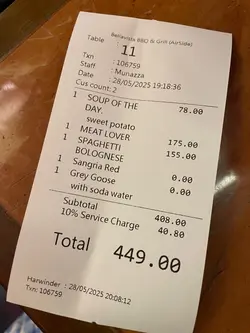 Bellavista BBQ & Grill (AirSide)
Table : 11
Txn : 106759
Staff : Munazza
Date : 28/05/2025 19:18:36
Cus count: 2
1 SOUP OF THE DAY. 78.00
sweet potato
1 MEAT LOVER 175.00
1 SPAGHETTI BOLOGNESE 155.00
1 Sangria Red 0.00
1 Grey Goose 0.00
with soda water
Subtotal 408.00
10% Service Charge 40.80
Total 449.00
Harwinder : 28/05/2025 20:08:12
Txn: 106759